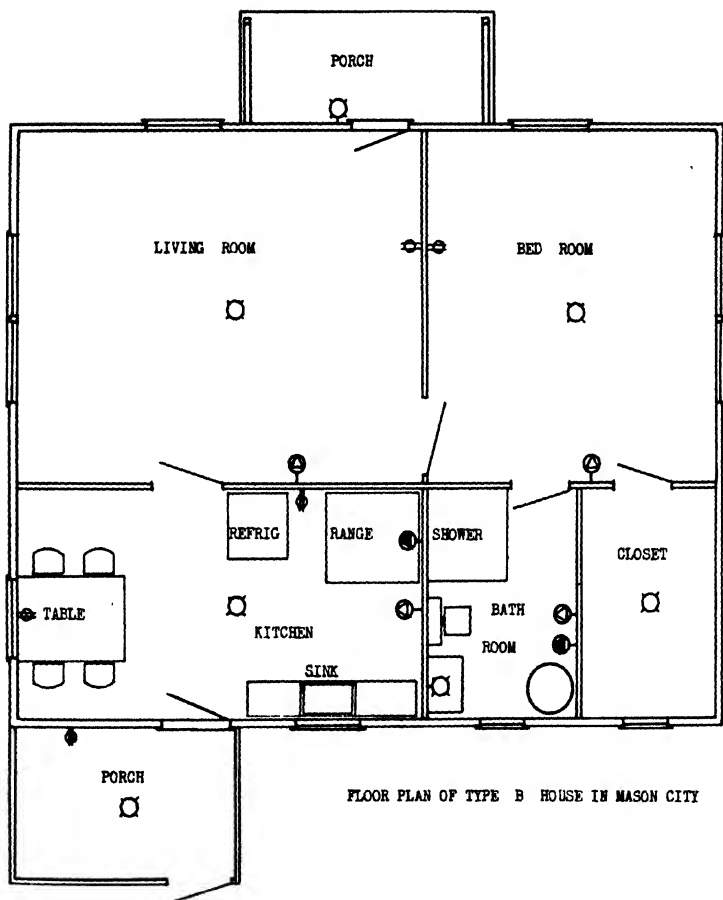 PORCH
LIVING ROOM
BED ROOM
REFRIG
RANGE
SHOWER
CLOSET
TABLE
BATH
ROOM
KITCHEN
SINK
PORCH
FLOOR PLAN OF TYPE B HOUSE IN MASON CITY